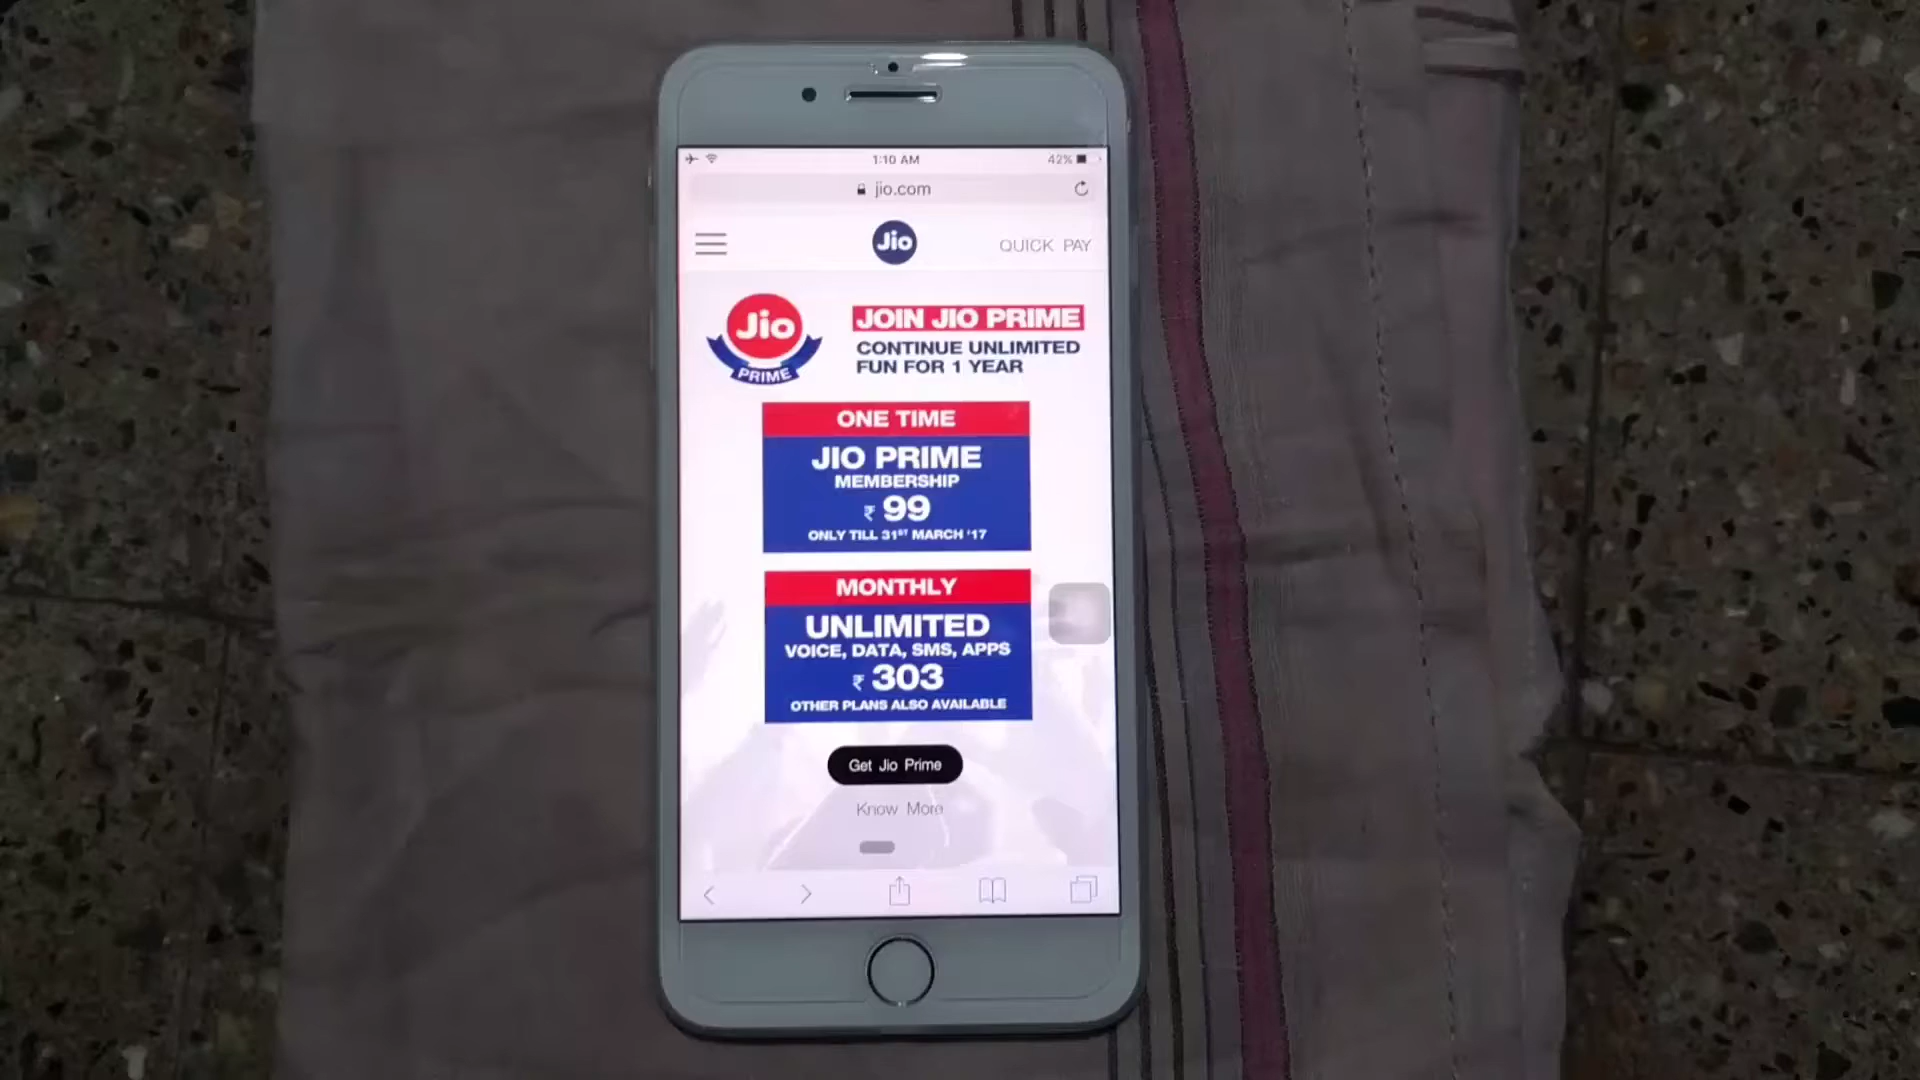 1:10 AM
42%
jio.com
Jio
QUICK PAY
Jio
PRIME
JOIN JIO PRIME
CONTINUE UNLIMITED
FUN FOR 1 YEAR
ONE TIME
JIO PRIME
MEMBERSHIP
₹ 99
ONLY TILL 31ST MARCH '17
MONTHLY
UNLIMITED
VOICE, DATA, SMS, APPS
₹ 303
OTHER PLANS ALSO AVAILABLE
Get Jio Prime
Know More